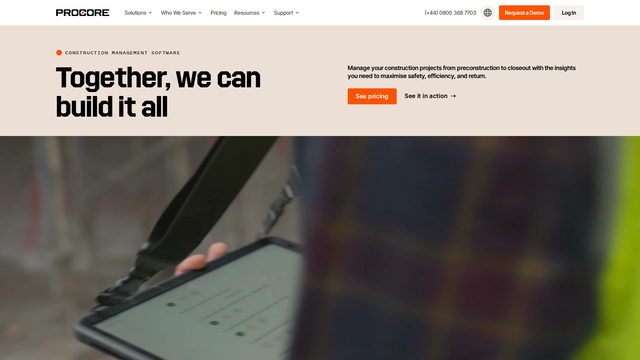 PROCORE
Solutions
Who We Serve
Pricing
Resources
Support
(+44) 0800 368 7703
Request a Demo
Log In
CONSTRUCTION MANAGEMENT SOFTWARE
Together, we can
build it all
Manage your construction projects from preconstruction to closeout with the insights
you need to maximise safety, efficiency, and return.
See pricing
See it in action →